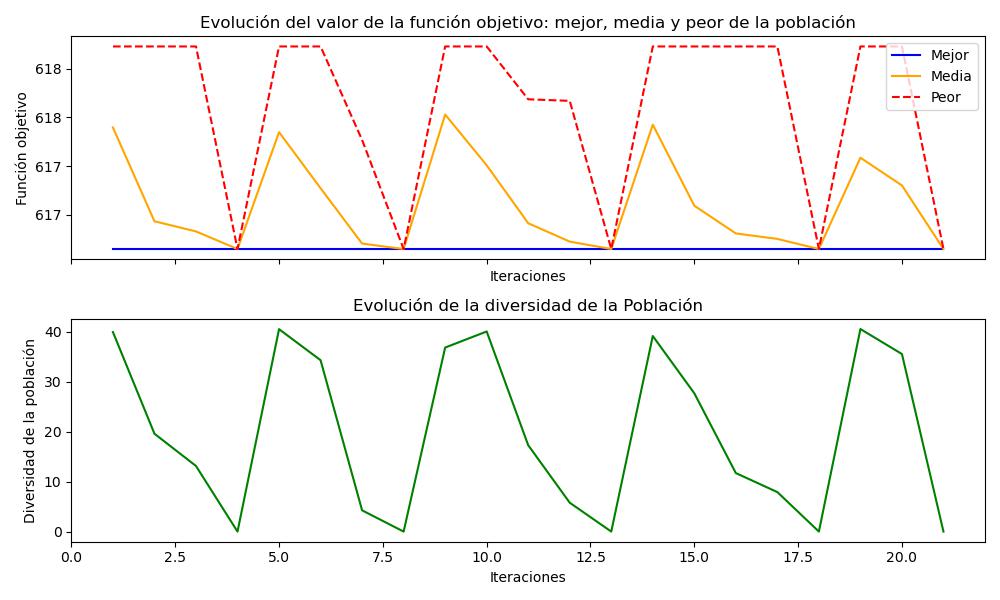 Evolución del valor de la función objetivo: mejor, media y peor de la población
618
618
617
617
Función objetivo
Mejor
Media
Peor
Iteraciones
Evolución de la diversidad de la Población
40
30
20
10
0
Diversidad de la población
0.0 2.5 5.0 7.5 10.0 12.5 15.0 17.5 20.0
Iteraciones